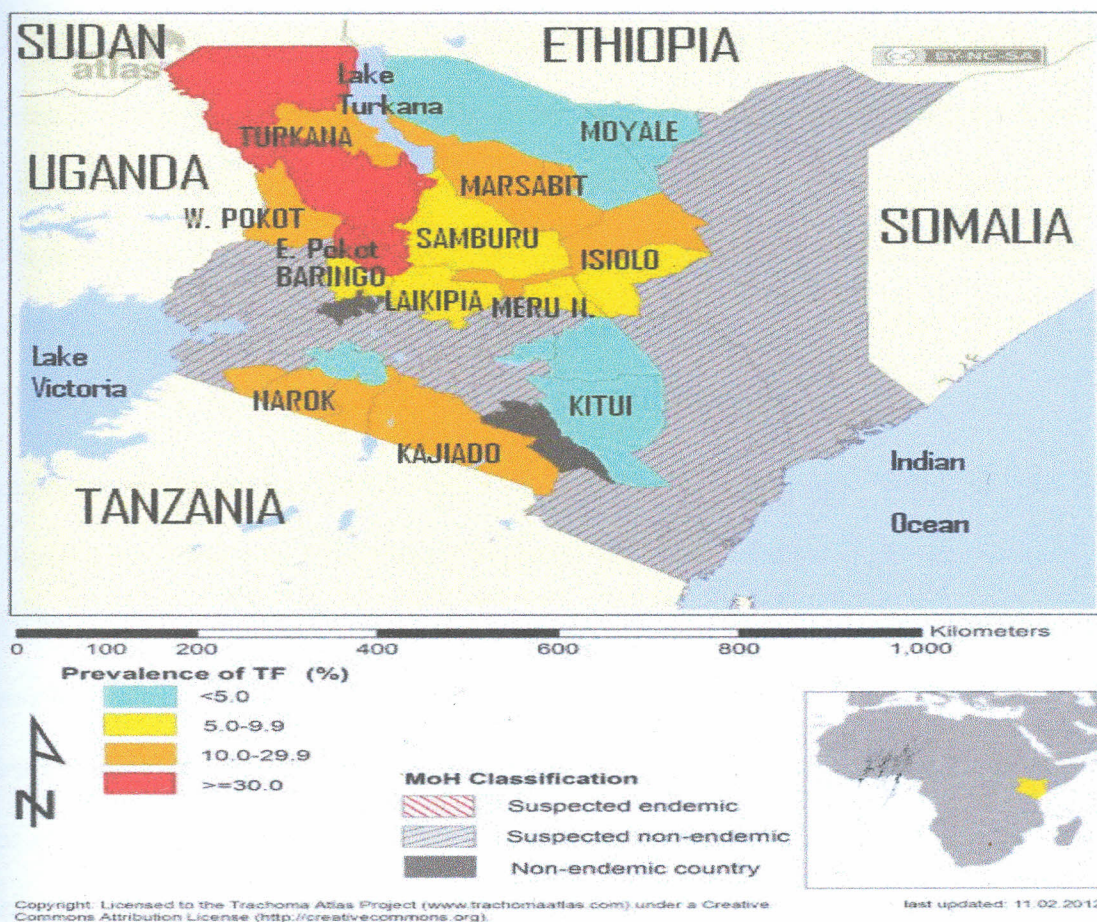 SUDAN
atlas
ETHIOPIA
BY-NC-SA
Lake
Turkana
TURKANA
MOYALE
UGANDA
MARSABIT
W. POKOT
SOMALIA
SAMBURU
E. Pokot
BARINGO
ISIOLO
LAIKIPIA
MERU N.
Lake
Victoria
NAROK
KITUI
KAJIADO
Indian
Ocean
TANZANIA
0 100 200 400 600 800 1,000 Kilometers
Prevalence of TF (%)
<5.0
5.0-9.9
10.0-29.9
>=30.0
N
MoH Classification
Suspected endemic
Suspected non-endemic
Non-endemic country
Copyright: Licensed to the Trachoma Atlas Project (www.trachomaatlas.com) under a Creative
Commons Attribution License (http://creativecommons.org).
last updated: 11.02.2012